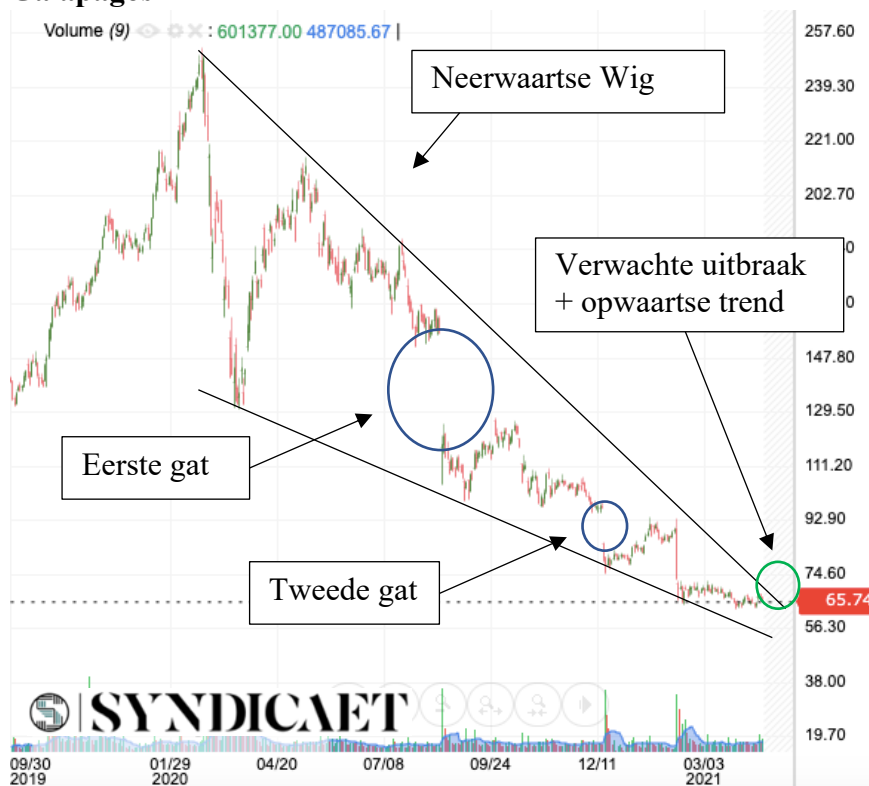 Volume (9) : 601377.00 487085.67
257.60
Neerwaartse Wig
239.30
221.00
202.70
Verwachte uitbraak
+ opwaartse trend
147.80
129.50
Eerste gat
111.20
92.90
Tweede gat
74.60
65.74
56.30
38.00
SYNDICAET
19.70
09/30 01/29 04/20 07/08 09/24 12/11 03/03
2019 2020 2021